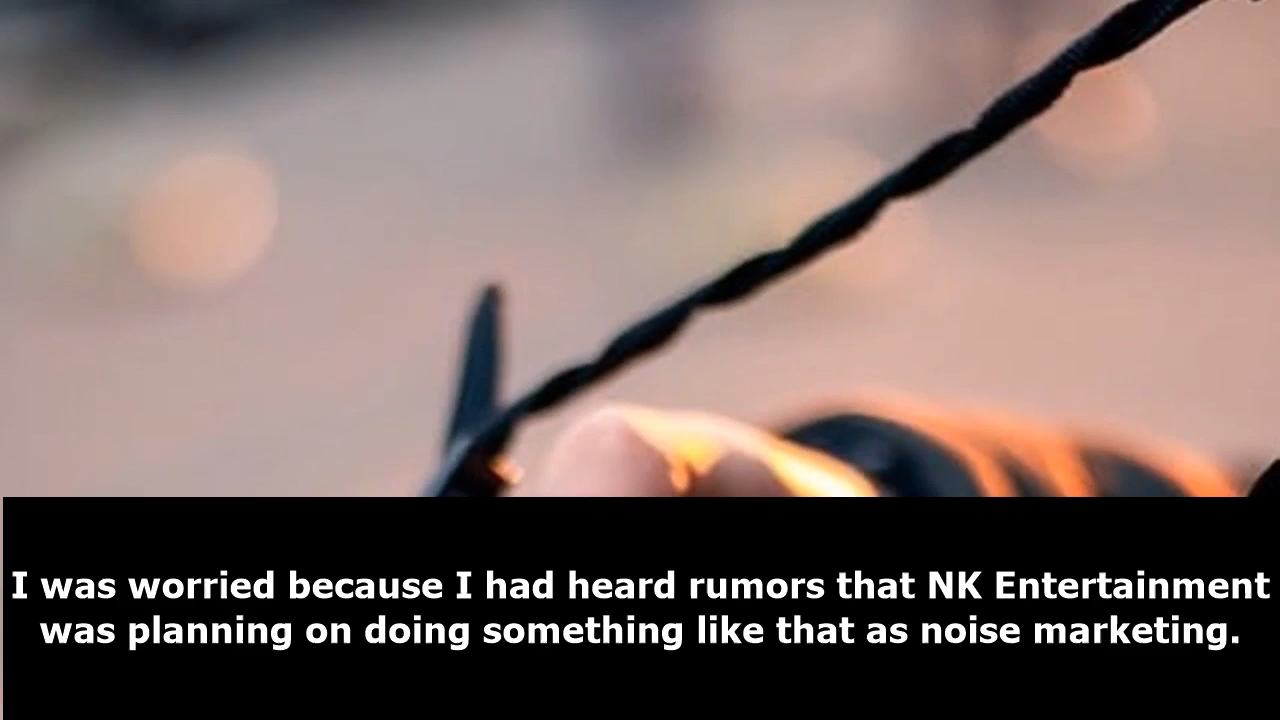 I was worried because I had heard rumors that NK Entertainment
was planning on doing something like that as noise marketing.